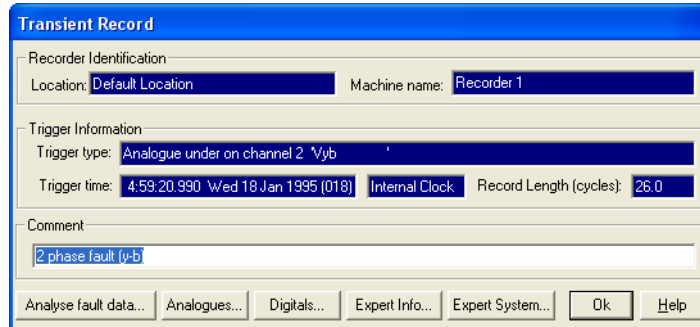 Transient Record
Recorder Identification
Location: Default Location Machine name: Recorder 1
Trigger Information
Trigger type: Analogue under on channel 2 'Vyb '
Trigger time: 4:59:20.990 Wed 18 Jan 1995 (018) Internal Clock Record Length (cycles): 26.0
Comment
2 phase fault (y-b)
Analyse fault data... Analogues... Digitals... Expert Info... Expert System... Ok Help